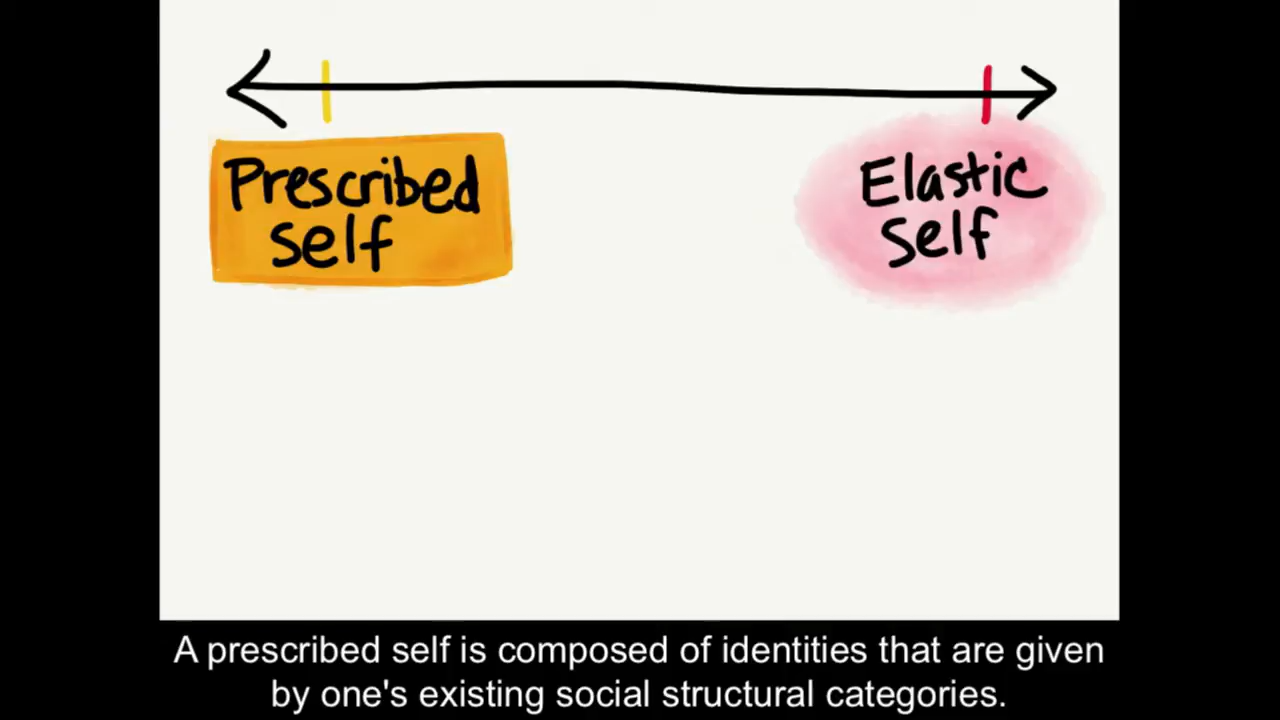 Prescribed
self
Elastic
self
A prescribed self is composed of identities that are given
by one's existing social structural categories.